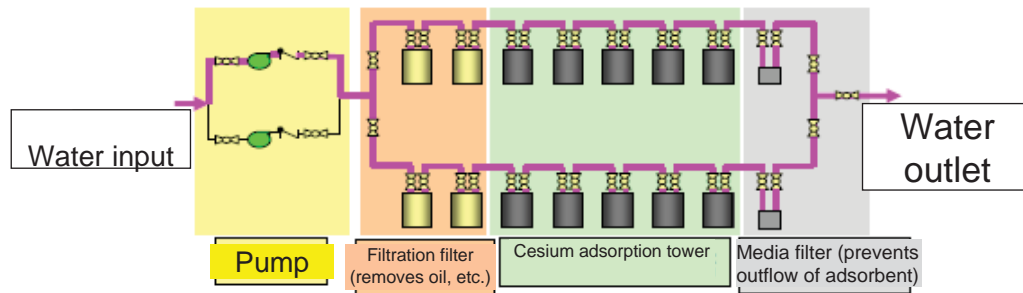 Water input
Pump
Filtration filter
(removes oil, etc.)
Cesium adsorption tower
Media filter (prevents
outflow of adsorbent)
Water
outlet